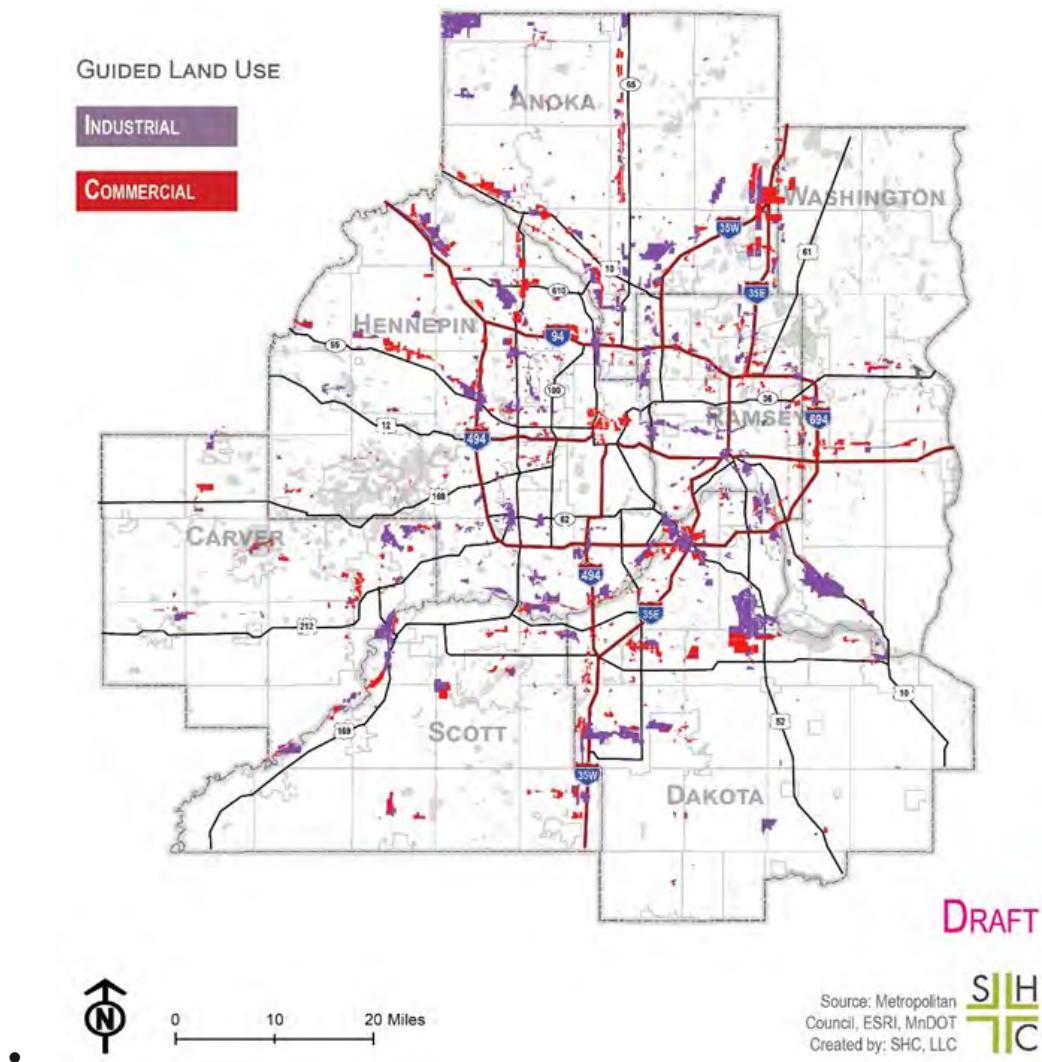 GUIDED LAND USE
INDUSTRIAL
COMMERCIAL
ANOKA
65
WASHINGTON
35W
61
10
35E
610
HENNEPIN
94
55
100
36
RAMSEY
694
12
494
169
CARVER
62
494
35E
212
10
SCOTT
52
169
35W
DAKOTA
DRAFT
N
0 10 20 Miles
Source: Metropolitan
Council, ESRI, MnDOT
Created by: SHC, LLC
S H
C